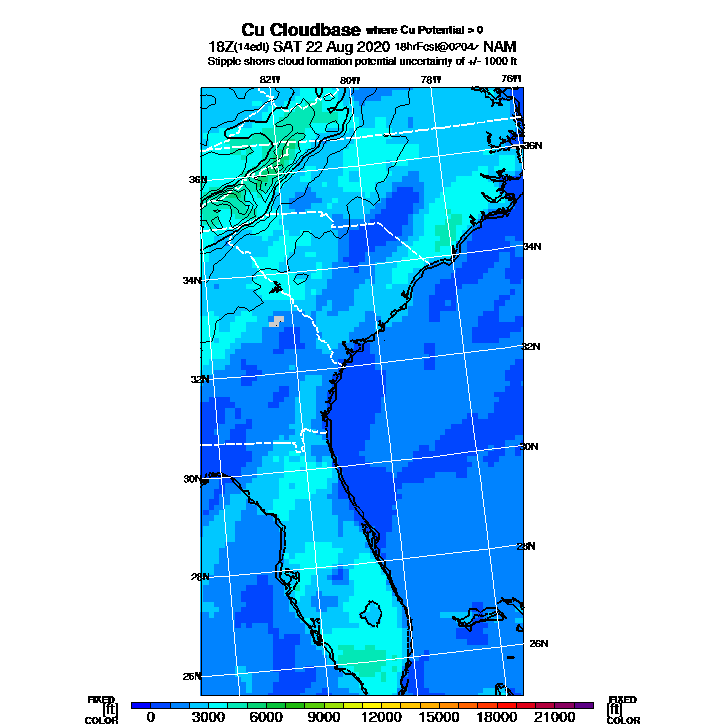 Cu Cloudbase where Cu Potential > 0
18Z(14edt) SAT 22 Aug 2020 18hrFcst@0204z NAM
Stipple shows cloud formation potential uncertainty of +/- 1000 ft
82W 80W 78W 76W
36N
36N
34N
34N
32N
32N
30N
30N
28N
28N
26N
26N
FIXED
[ft]
COLOR
0 3000 6000 9000 12000 15000 18000 21000
FIXED
[ft]
COLOR